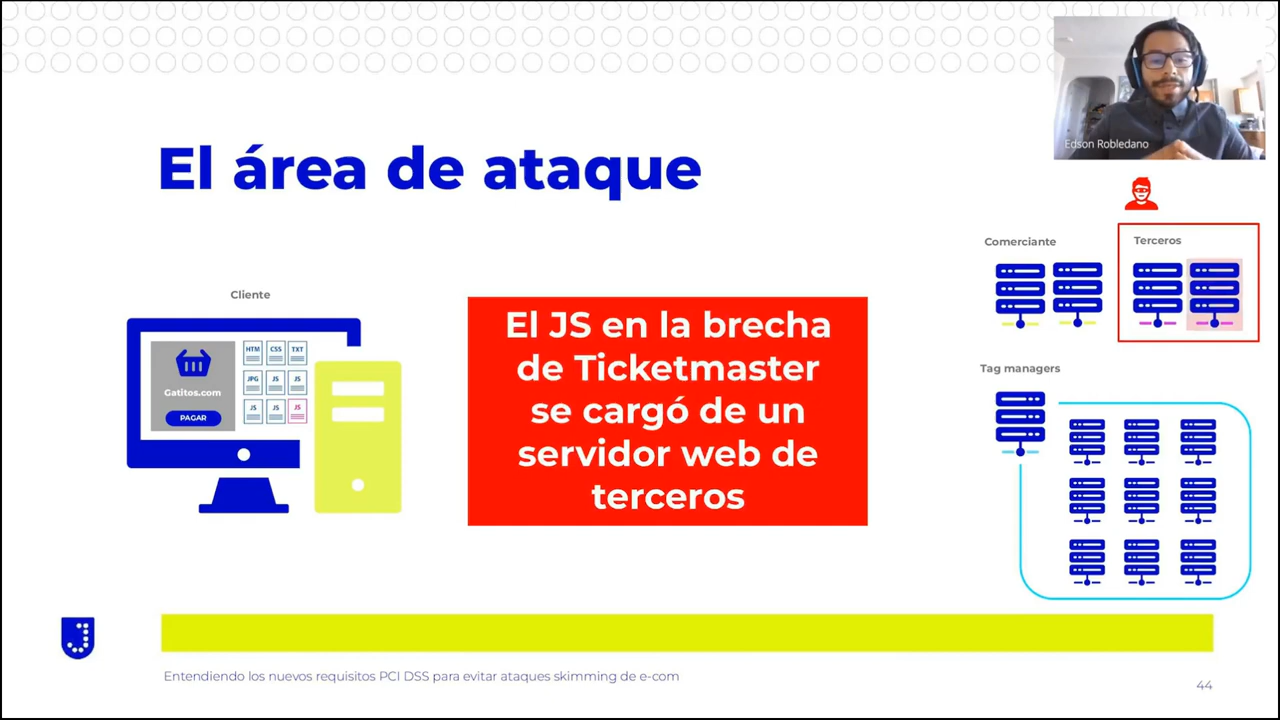 Edson Robledano
El área de ataque
Comerciante
Terceros
Cliente
HTM CSS TXT
JPG JS JS
JS JS JS
Gatitos.com
PAGAR
El JS en la brecha
de Ticketmaster
se cargó de un
servidor web de
terceros
Tag managers
Entendiendo los nuevos requisitos PCI DSS para evitar ataques skimming de e-com
44